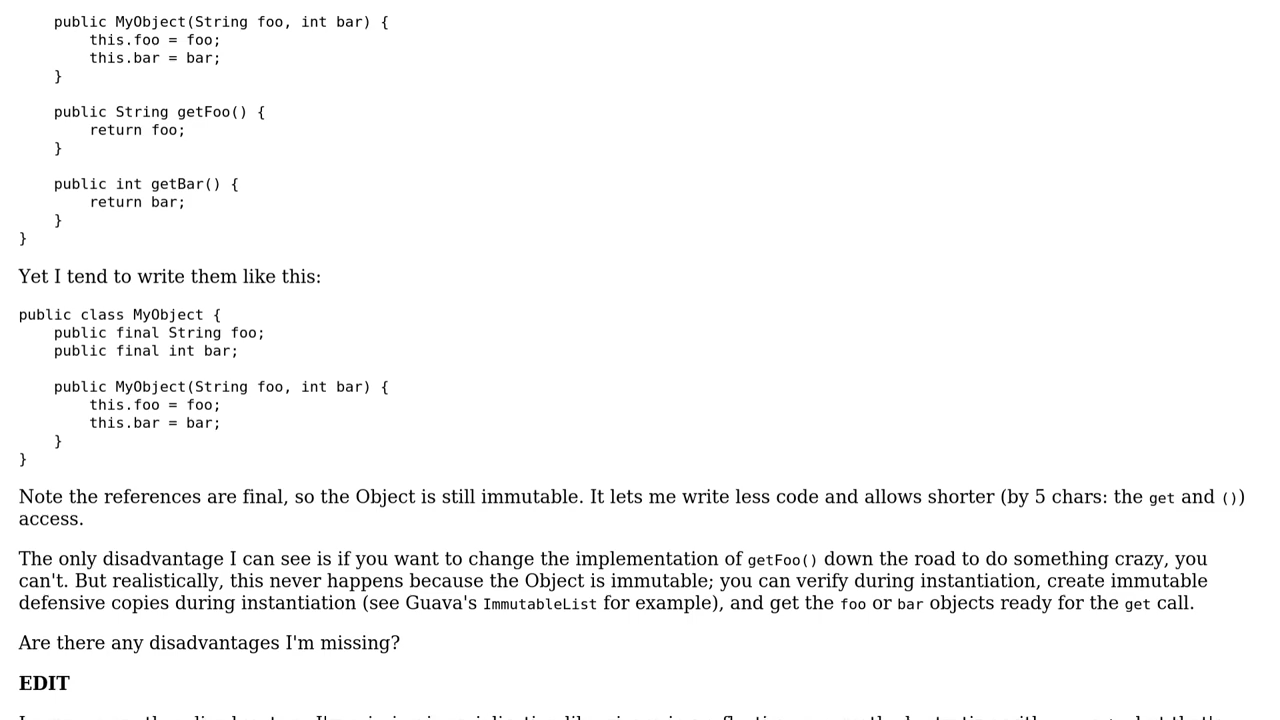 public MyObject(String foo, int bar) {
        this.foo = foo;
        this.bar = bar;
    }

    public String getFoo() {
        return foo;
    }

    public int getBar() {
        return bar;
    }
}
Yet I tend to write them like this:
public class MyObject {
    public final String foo;
    public final int bar;

    public MyObject(String foo, int bar) {
        this.foo = foo;
        this.bar = bar;
    }
}
Note the references are final, so the Object is still immutable. It lets me write less code and allows shorter (by 5 chars: the get and ())
access.
The only disadvantage I can see is if you want to change the implementation of getFoo() down the road to do something crazy, you
can't. But realistically, this never happens because the Object is immutable; you can verify during instantiation, create immutable
defensive copies during instantiation (see Guava's ImmutableList for example), and get the foo or bar objects ready for the get call.
Are there any disadvantages I'm missing?
EDIT